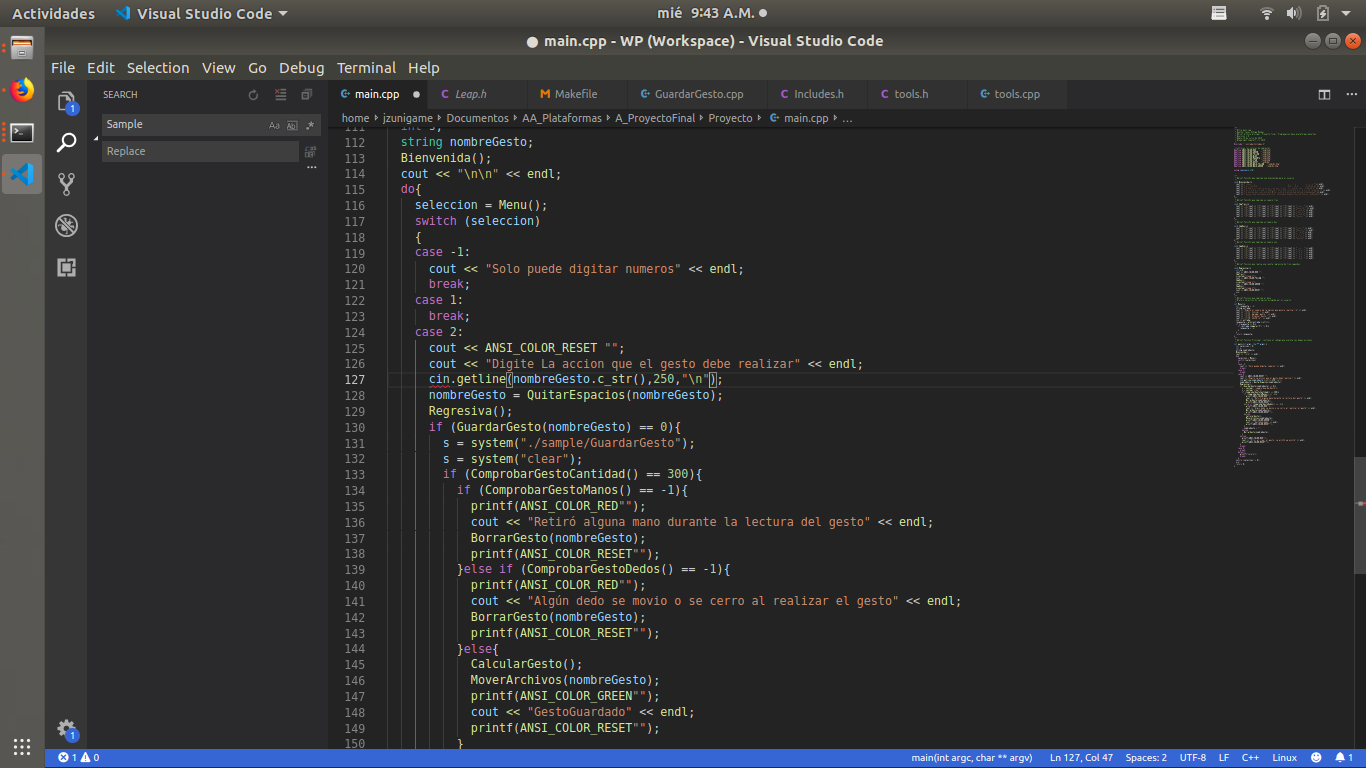 Actividades
Visual Studio Code
mié 9:43 A.M.
main.cpp - WP (Workspace) - Visual Studio Code
File Edit Selection View Go Debug Terminal Help
SEARCH
Sample
Aa Ab| .*
Replace
...
1
1
main.cpp
Leap.h
Makefile
GuardarGesto.cpp
Includes.h
tools.h
tools.cpp
home › jzunigame › Documentos › AA_Plataformas › A_ProyectoFinal › Proyecto › main.cpp › ...
112 string nombreGesto;
113 Bienvenida();
114 cout << "\n\n" << endl;
115 do{
116 seleccion = Menu();
117 switch (seleccion)
118 {
119 case -1:
120 cout << "Solo puede digitar numeros" << endl;
121 break;
122 case 1:
123 break;
124 case 2:
125 cout << ANSI_COLOR_RESET "";
126 cout << "Digite La accion que el gesto debe realizar" << endl;
127 cin.getline(nombreGesto.c_str(),250,"\n");
128 nombreGesto = QuitarEspacios(nombreGesto);
129 Regresiva();
130 if (GuardarGesto(nombreGesto) == 0){
131 s = system("./sample/GuardarGesto");
132 s = system("clear");
133 if (ComprobarGestoCantidad() == 300){
134 if (ComprobarGestoManos() == -1){
135 printf(ANSI_COLOR_RED"");
136 cout << "Retiró alguna mano durante la lectura del gesto" << endl;
137 BorrarGesto(nombreGesto);
138 printf(ANSI_COLOR_RESET"");
139 }else if (ComprobarGestoDedos() == -1){
140 printf(ANSI_COLOR_RED"");
141 cout << "Algún dedo se movio o se cerro al realizar el gesto" << endl;
142 BorrarGesto(nombreGesto);
143 printf(ANSI_COLOR_RESET"");
144 }else{
145 CalcularGesto();
146 MoverArchivos(nombreGesto);
147 printf(ANSI_COLOR_GREEN"");
148 cout << "GestoGuardado" << endl;
149 printf(ANSI_COLOR_RESET"");
150 }
1 0
main(int argc, char ** argv) Ln 127, Col 47 Spaces: 2 UTF-8 LF C++ Linux 1